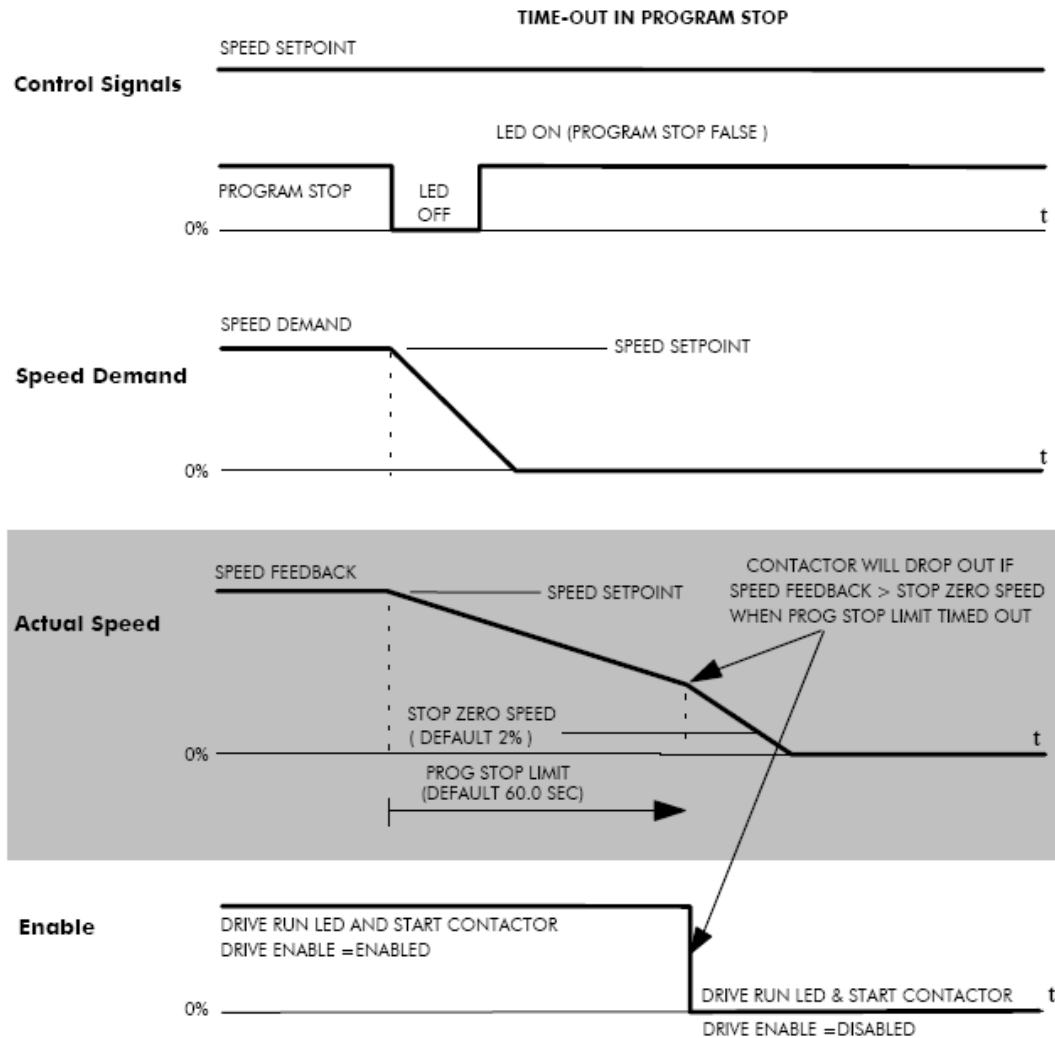 TIME-OUT IN PROGRAM STOP
SPEED SETPOINT
Control Signals
LED ON (PROGRAM STOP FALSE )
PROGRAM STOP
LED
OFF
0%
t
SPEED DEMAND
SPEED SETPOINT
Speed Demand
0%
t
SPEED FEEDBACK
SPEED SETPOINT
CONTACTOR WILL DROP OUT IF
SPEED FEEDBACK > STOP ZERO SPEED
WHEN PROG STOP LIMIT TIMED OUT
Actual Speed
STOP ZERO SPEED
( DEFAULT 2% )
0%
t
PROG STOP LIMIT
(DEFAULT 60.0 SEC)
Enable
DRIVE RUN LED AND START CONTACTOR
DRIVE ENABLE =ENABLED
0%
DRIVE RUN LED & START CONTACTOR
t
DRIVE ENABLE =DISABLED